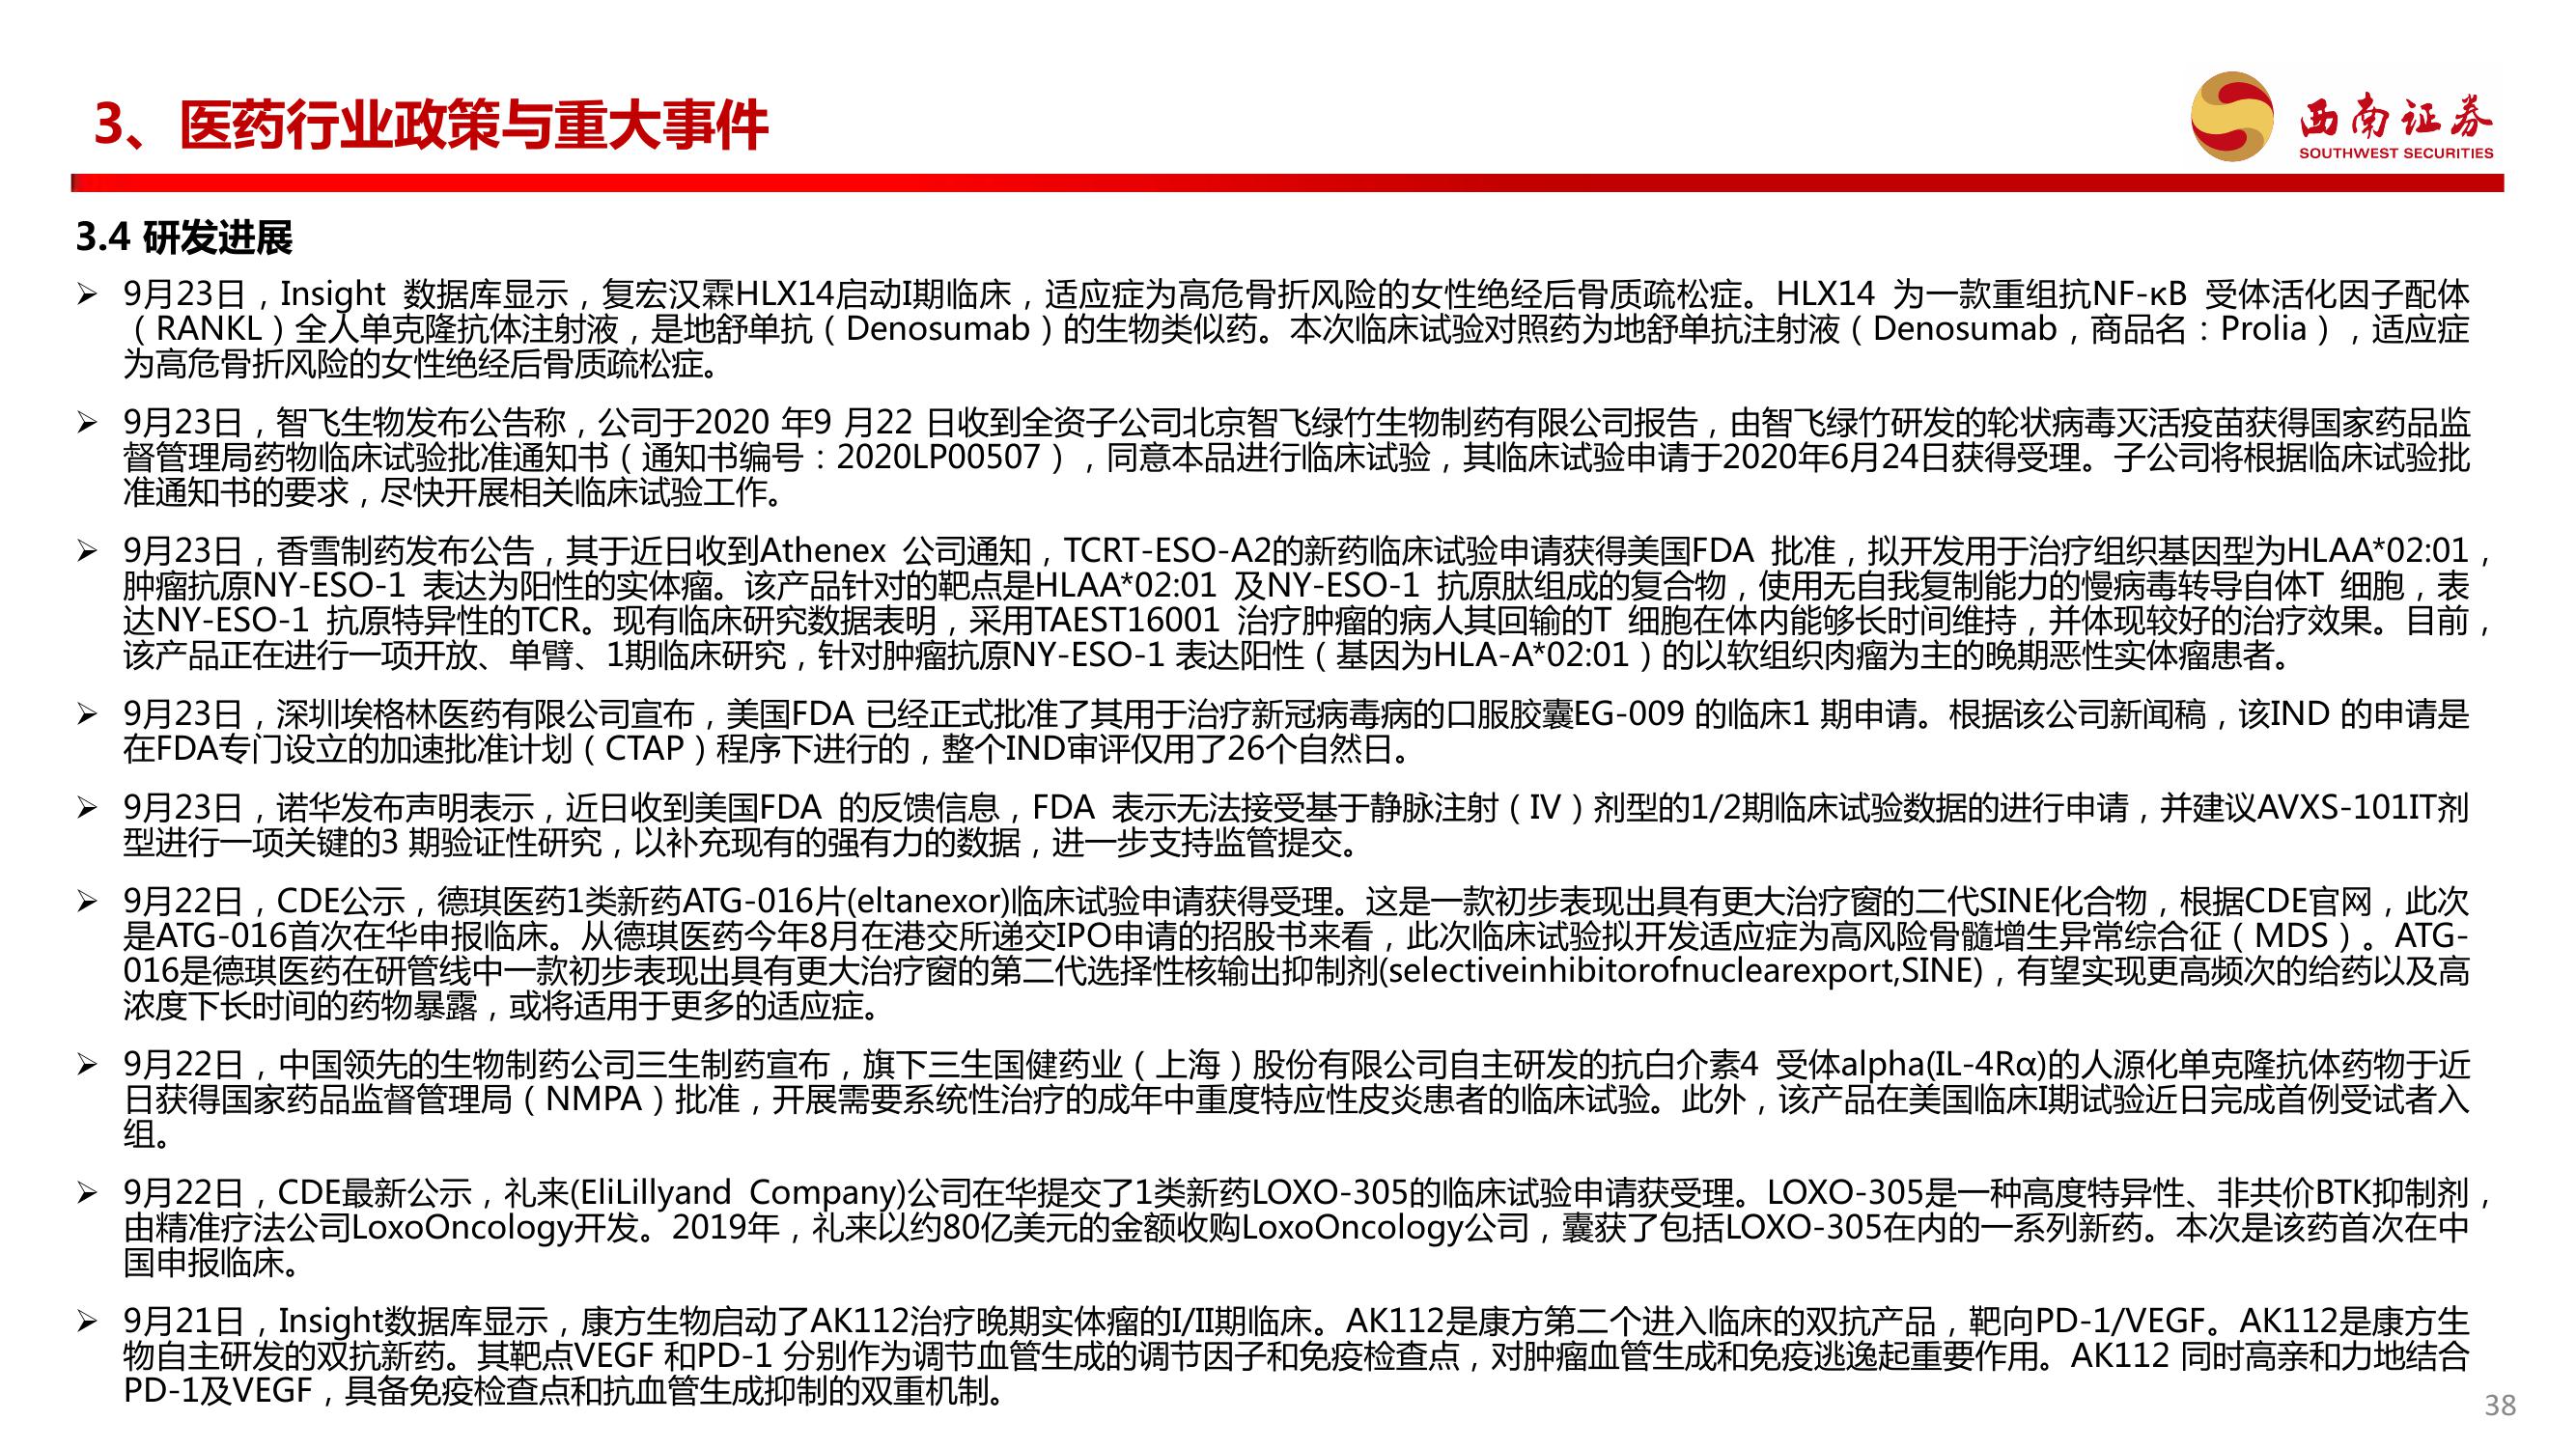 3、医药行业政策与重大事件
西南证券
SOUTHWEST SECURITIES
3.4 研发进展
➢ 9月23日，Insight 数据库显示，复宏汉霖HLX14启动I期临床，适应症为高危骨折风险的女性绝经后骨质疏松症。HLX14 为一款重组抗NF-κB 受体活化因子配体
（RANKL）全人单克隆抗体注射液，是地舒单抗（Denosumab）的生物类似药。本次临床试验对照药为地舒单抗注射液（Denosumab，商品名：Prolia），适应症
为高危骨折风险的女性绝经后骨质疏松症。
➢ 9月23日，智飞生物发布公告称，公司于2020 年9 月22 日收到全资子公司北京智飞绿竹生物制药有限公司报告，由智飞绿竹研发的轮状病毒灭活疫苗获得国家药品监
督管理局药物临床试验批准通知书（通知书编号：2020LP00507），同意本品进行临床试验，其临床试验申请于2020年6月24日获得受理。子公司将根据临床试验批
准通知书的要求，尽快开展相关临床试验工作。
➢ 9月23日，香雪制药发布公告，其于近日收到Athenex 公司通知，TCRT-ESO-A2的新药临床试验申请获得美国FDA 批准，拟开发用于治疗组织基因型为HLAA*02:01，
肿瘤抗原NY-ESO-1 表达为阳性的实体瘤。该产品针对的靶点是HLAA*02:01 及NY-ESO-1 抗原肽组成的复合物，使用无自我复制能力的慢病毒转导自体T 细胞，表
达NY-ESO-1 抗原特异性的TCR。现有临床研究数据表明，采用TAEST16001 治疗肿瘤的病人其回输的T 细胞在体内能够长时间维持，并体现较好的治疗效果。目前，
该产品正在进行一项开放、单臂、1期临床研究，针对肿瘤抗原NY-ESO-1 表达阳性（基因为HLA-A*02:01）的以软组织肉瘤为主的晚期恶性实体瘤患者。
➢ 9月23日，深圳埃格林医药有限公司宣布，美国FDA 已经正式批准了其用于治疗新冠病毒病的口服胶囊EG-009 的临床1 期申请。根据该公司新闻稿，该IND 的申请是
在FDA专门设立的加速批准计划（CTAP）程序下进行的，整个IND审评仅用了26个自然日。
➢ 9月23日，诺华发布声明表示，近日收到美国FDA 的反馈信息，FDA 表示无法接受基于静脉注射（IV）剂型的1/2期临床试验数据的进行申请，并建议AVXS-101IT剂
型进行一项关键的3 期验证性研究，以补充现有的强有力的数据，进一步支持监管提交。
➢ 9月22日，CDE公示，德琪医药1类新药ATG-016片(eltanexor)临床试验申请获得受理。这是一款初步表现出具有更大治疗窗的二代SINE化合物，根据CDE官网，此次
是ATG-016首次在华申报临床。从德琪医药今年8月在港交所递交IPO申请的招股书来看，此次临床试验拟开发适应症为高风险骨髓增生异常综合征（MDS）。ATG-
016是德琪医药在研管线中一款初步表现出具有更大治疗窗的第二代选择性核输出抑制剂(selectiveinhibitorofnuclearexport,SINE)，有望实现更高频次的给药以及高
浓度下长时间的药物暴露，或将适用于更多的适应症。
➢ 9月22日，中国领先的生物制药公司三生制药宣布，旗下三生国健药业（上海）股份有限公司自主研发的抗白介素4 受体alpha(IL-4Rα)的人源化单克隆抗体药物于近
日获得国家药品监督管理局（NMPA）批准，开展需要系统性治疗的成年中重度特应性皮炎患者的临床试验。此外，该产品在美国临床I期试验近日完成首例受试者入
组。
➢ 9月22日，CDE最新公示，礼来(EliLillyand Company)公司在华提交了1类新药LOXO-305的临床试验申请获受理。LOXO-305是一种高度特异性、非共价BTK抑制剂，
由精准疗法公司LoxoOncology开发。2019年，礼来以约80亿美元的金额收购LoxoOncology公司，囊获了包括LOXO-305在内的一系列新药。本次是该药首次在中
国申报临床。
➢ 9月21日，Insight数据库显示，康方生物启动了AK112治疗晚期实体瘤的I/II期临床。AK112是康方第二个进入临床的双抗产品，靶向PD-1/VEGF。AK112是康方生
物自主研发的双抗新药。其靶点VEGF 和PD-1 分别作为调节血管生成的调节因子和免疫检查点，对肿瘤血管生成和免疫逃逸起重要作用。AK112 同时高亲和力地结合
PD-1及VEGF，具备免疫检查点和抗血管生成抑制的双重机制。
38